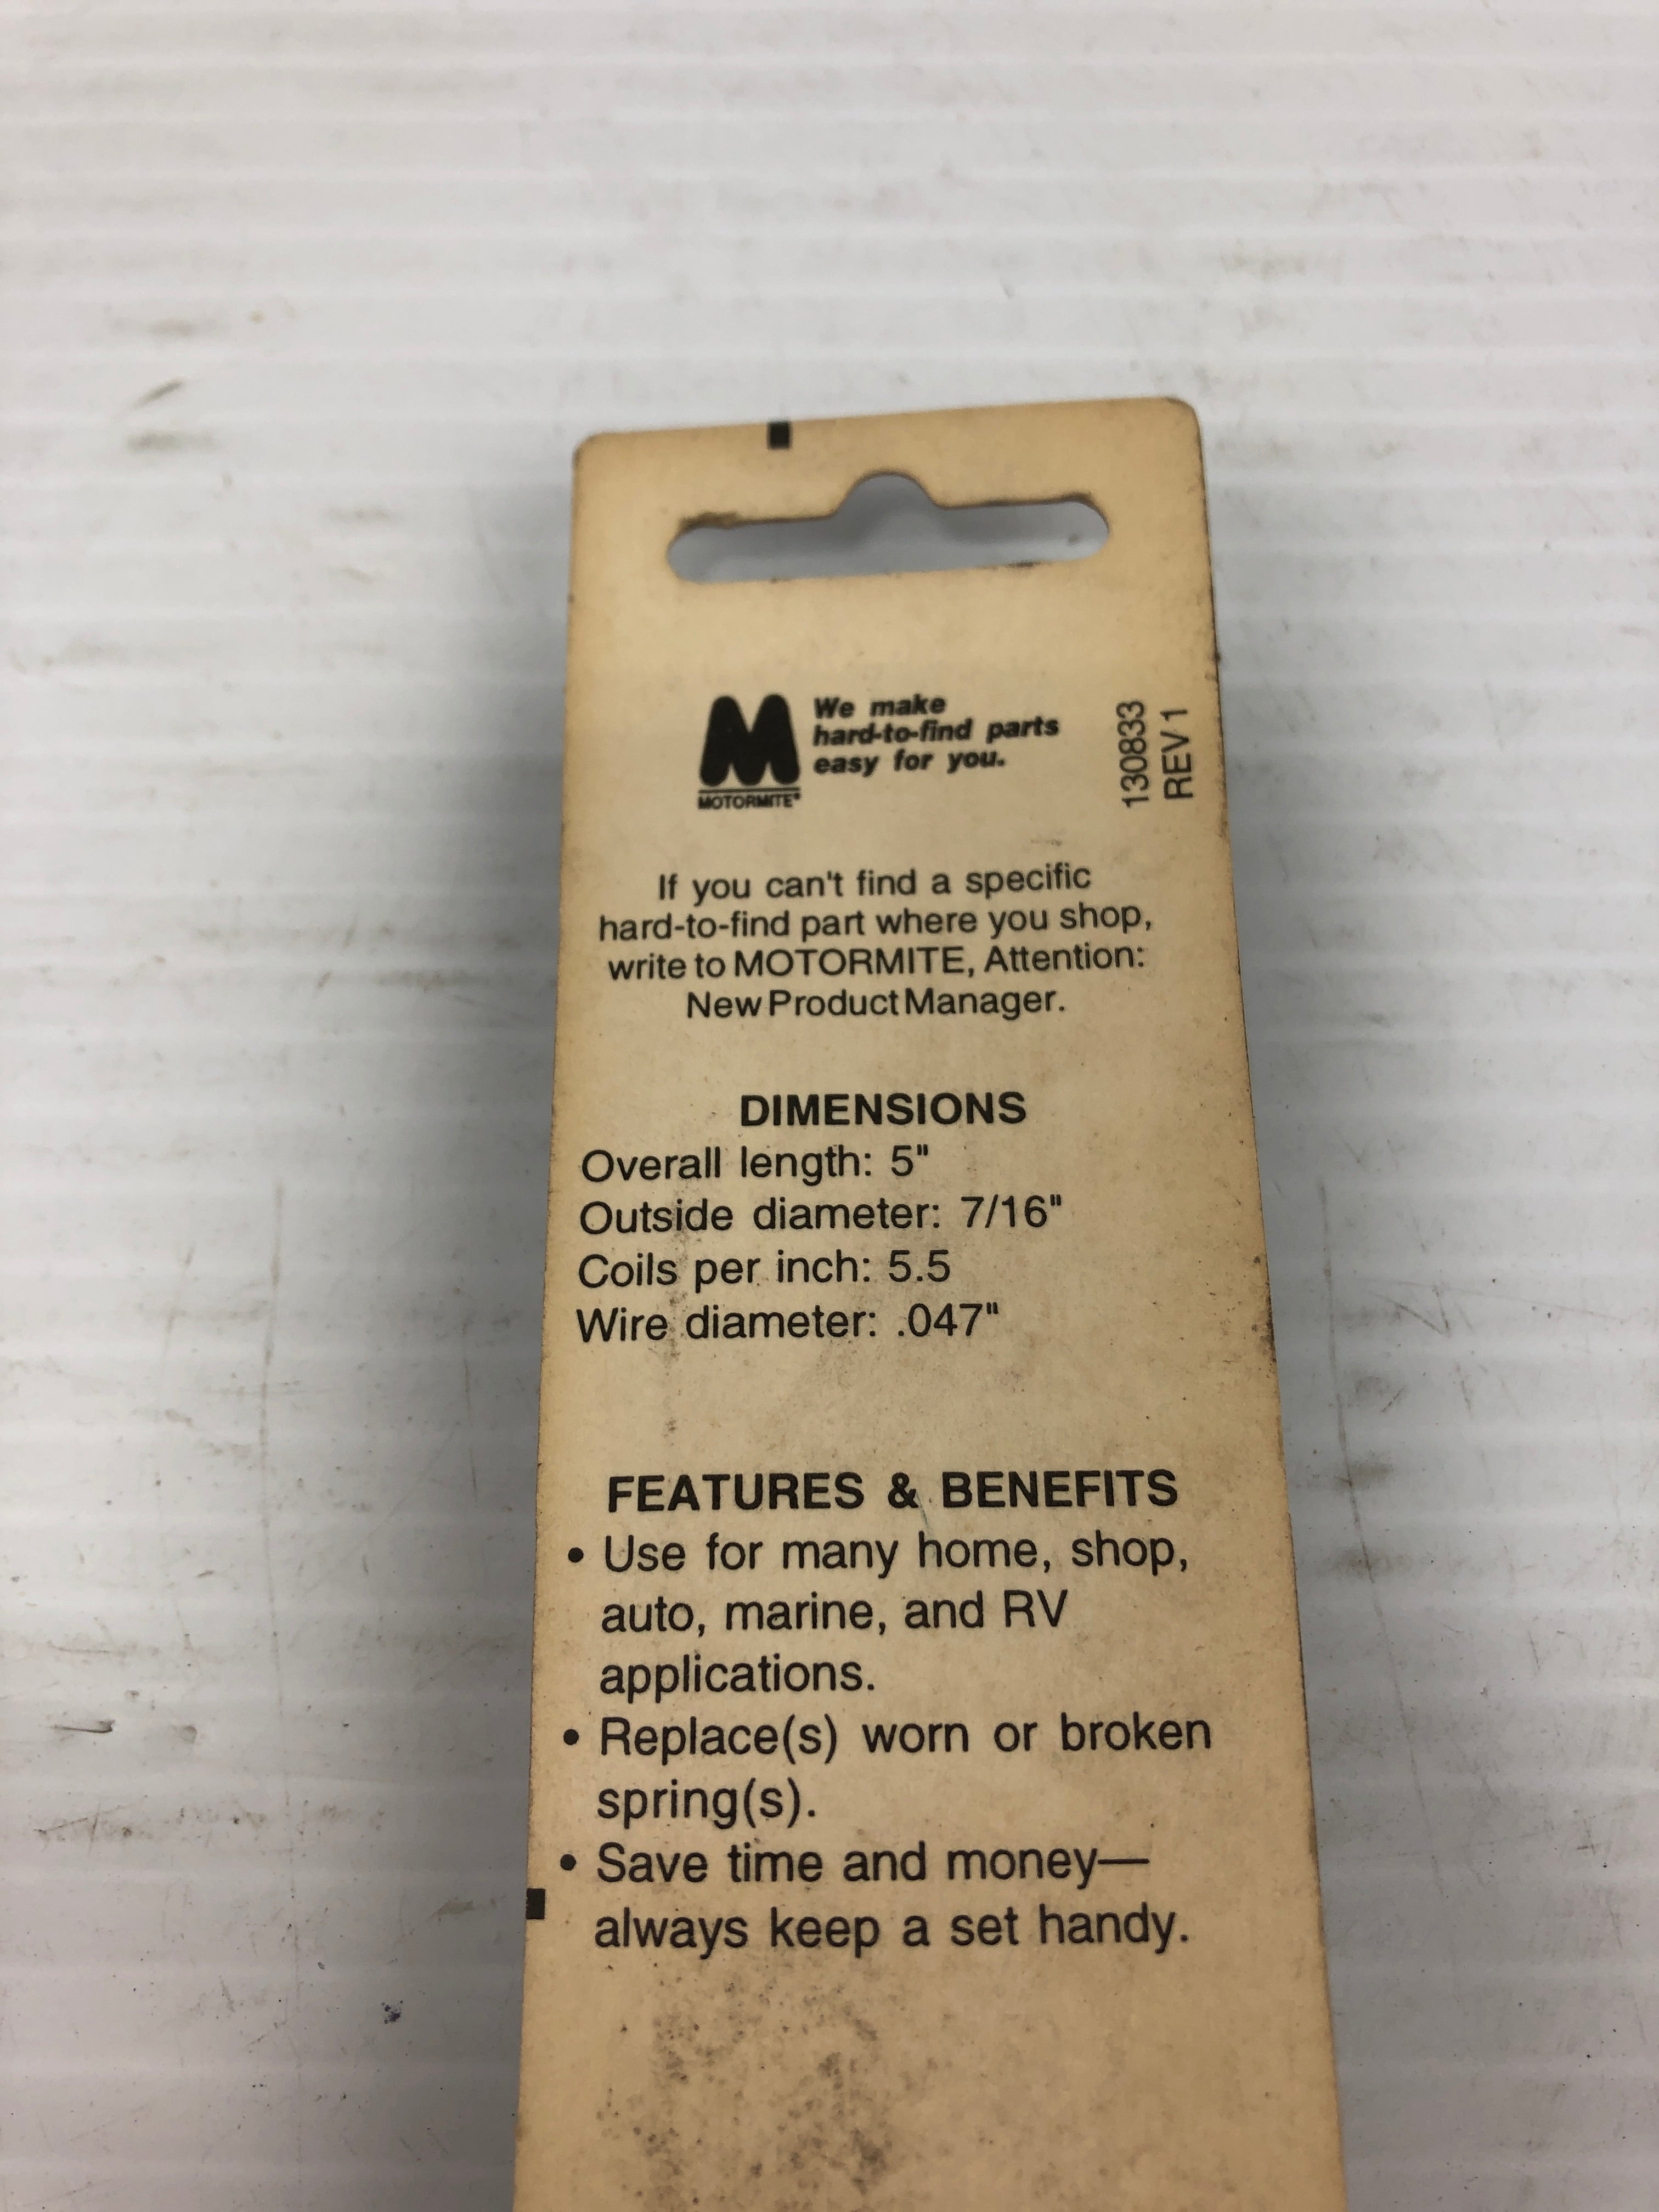 We make
hard-to-find parts
easy for you.
MOTORMITE®
130833
REV 1
If you can't find a specific
hard-to-find part where you shop,
write to MOTORMITE, Attention:
New Product Manager.
DIMENSIONS
Overall length: 5"
Outside diameter: 7/16"
Coils per inch: 5.5
Wire diameter: .047"
FEATURES & BENEFITS
• Use for many home, shop,
auto, marine, and RV
applications.
• Replace(s) worn or broken
spring(s).
• Save time and money—
always keep a set handy.